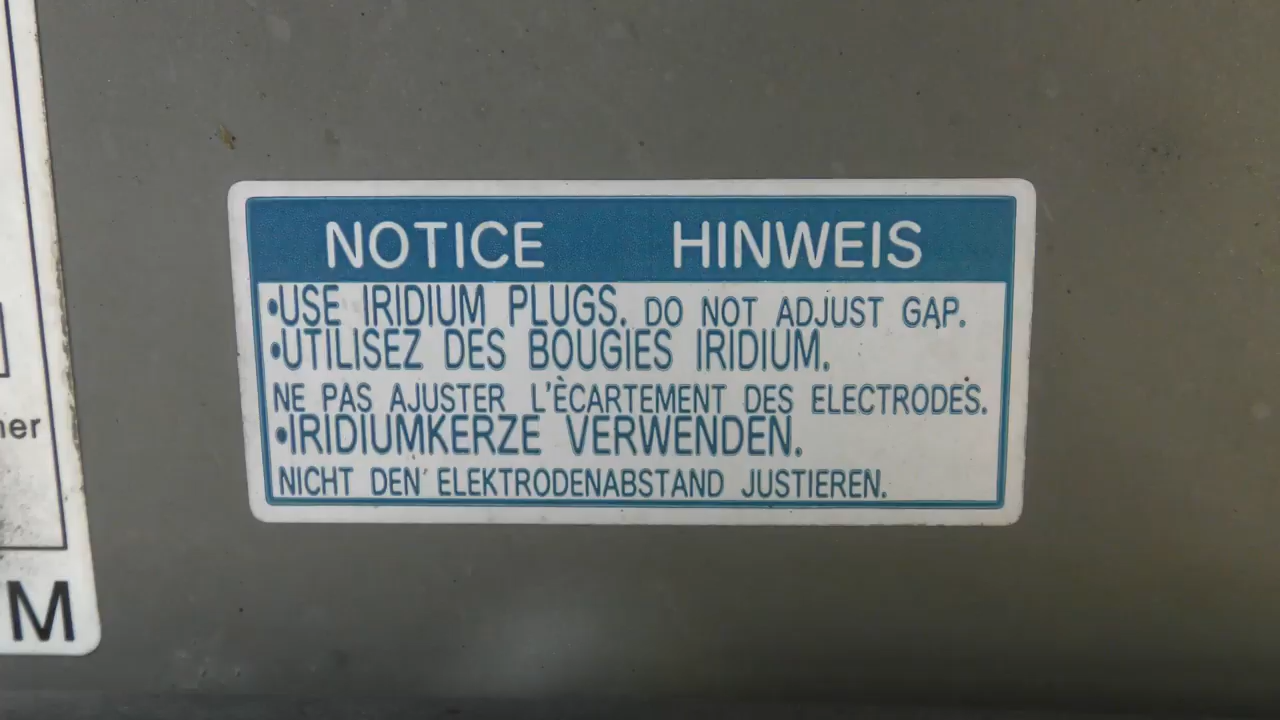 NOTICE HINWEIS
•USE IRIDIUM PLUGS. DO NOT ADJUST GAP.
•UTILISEZ DES BOUGIES IRIDIUM.
NE PAS AJUSTER L'ÈCARTEMENT DES ELECTRODES.
•IRIDIUMKERZE VERWENDEN.
NICHT DEN ELEKTRODENABSTAND JUSTIEREN.